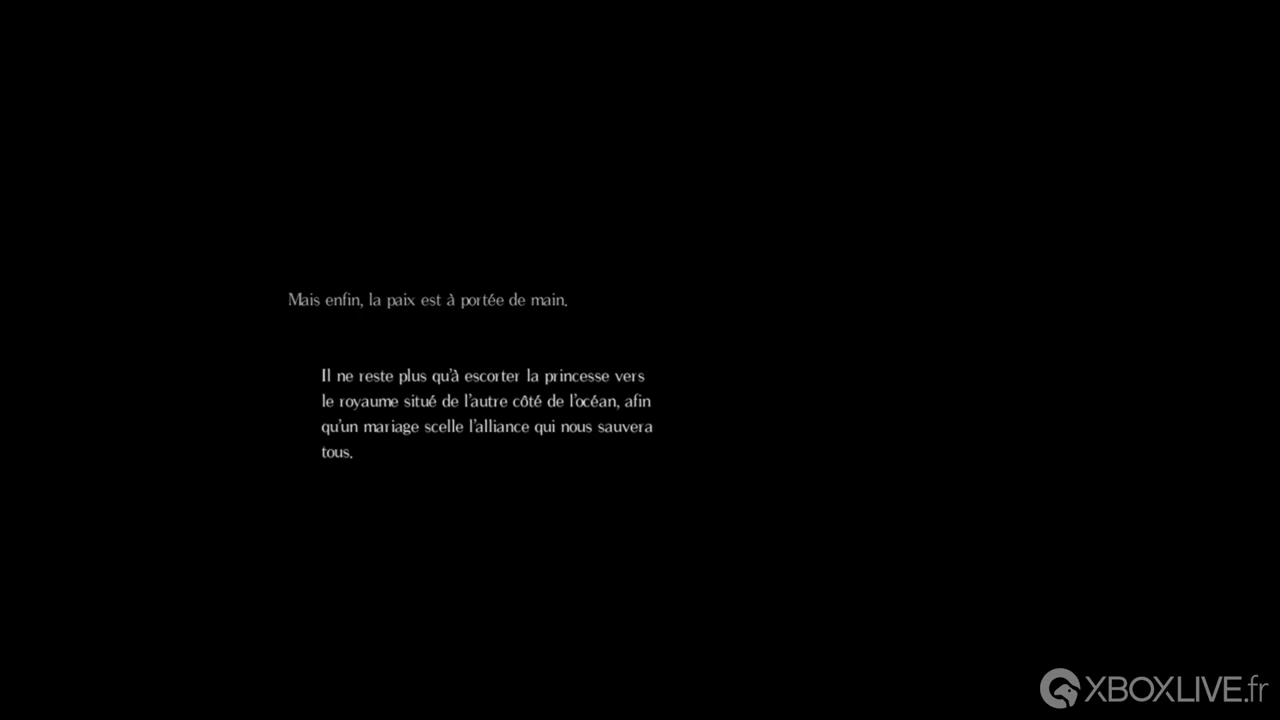 Mais enfin, la paix est à portée de main.
Il ne reste plus qu'à escorter la princesse vers
le royaume situé de l'autre côté de l'océan, afin
qu'un mariage scelle l'alliance qui nous sauvera
tous.
XBOXLIVE.fr